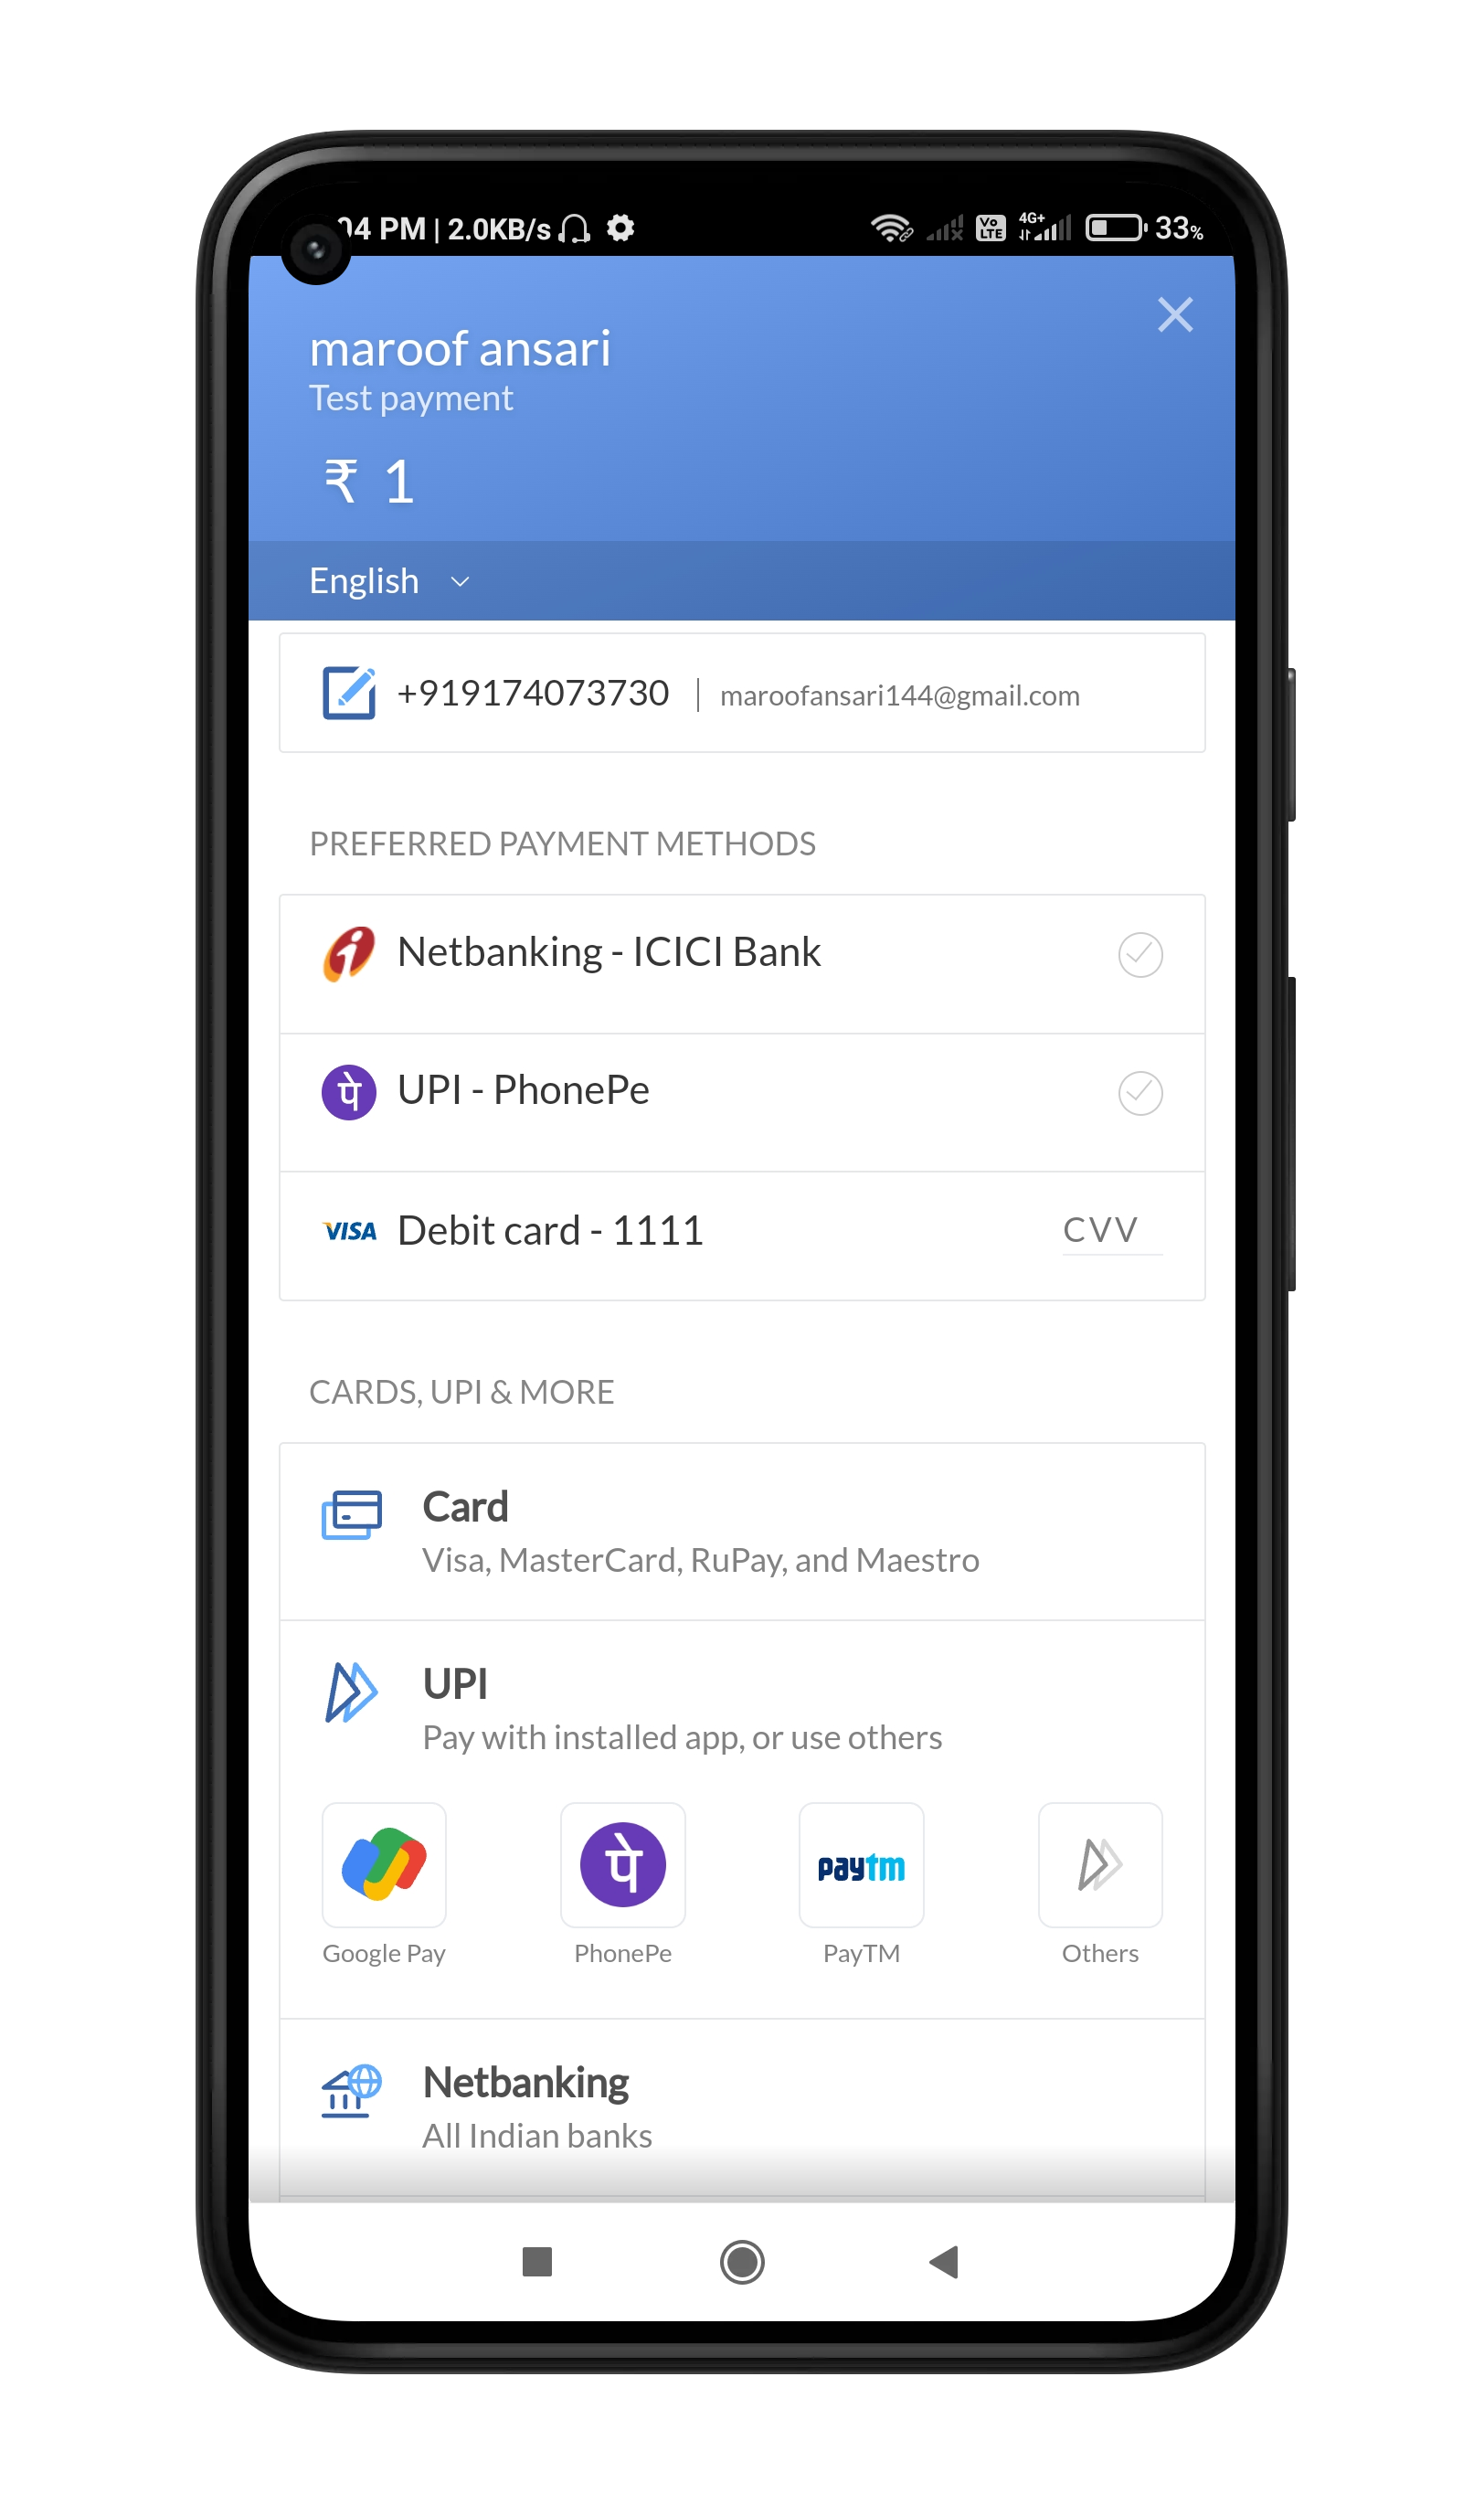 04 PM | 2.0KB/s
Vo LTE 4G+ 33%
maroof ansari
Test payment
₹ 1
English
+919174073730 | maroofansari144@gmail.com
PREFERRED PAYMENT METHODS
Netbanking - ICICI Bank
पे UPI - PhonePe
VISA Debit card - 1111 CVV
CARDS, UPI & MORE
Card
Visa, MasterCard, RuPay, and Maestro
UPI
Pay with installed app, or use others
पे paytm
Google Pay PhonePe PayTM Others
Netbanking
All Indian banks